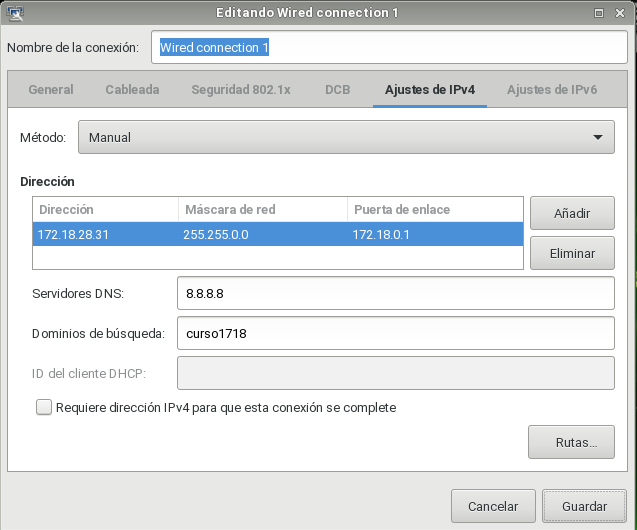 Editando Wired connection 1
Nombre de la conexión: Wired connection 1
General Cableada Seguridad 802.1x DCB Ajustes de IPv4 Ajustes de IPv6
Método: Manual
Dirección
Dirección Máscara de red Puerta de enlace
172.18.28.31 255.255.0.0 172.18.0.1
Añadir
Eliminar
Servidores DNS: 8.8.8.8
Dominios de búsqueda: curso1718
ID del cliente DHCP:
Requiere dirección IPv4 para que esta conexión se complete
Rutas...
Cancelar Guardar